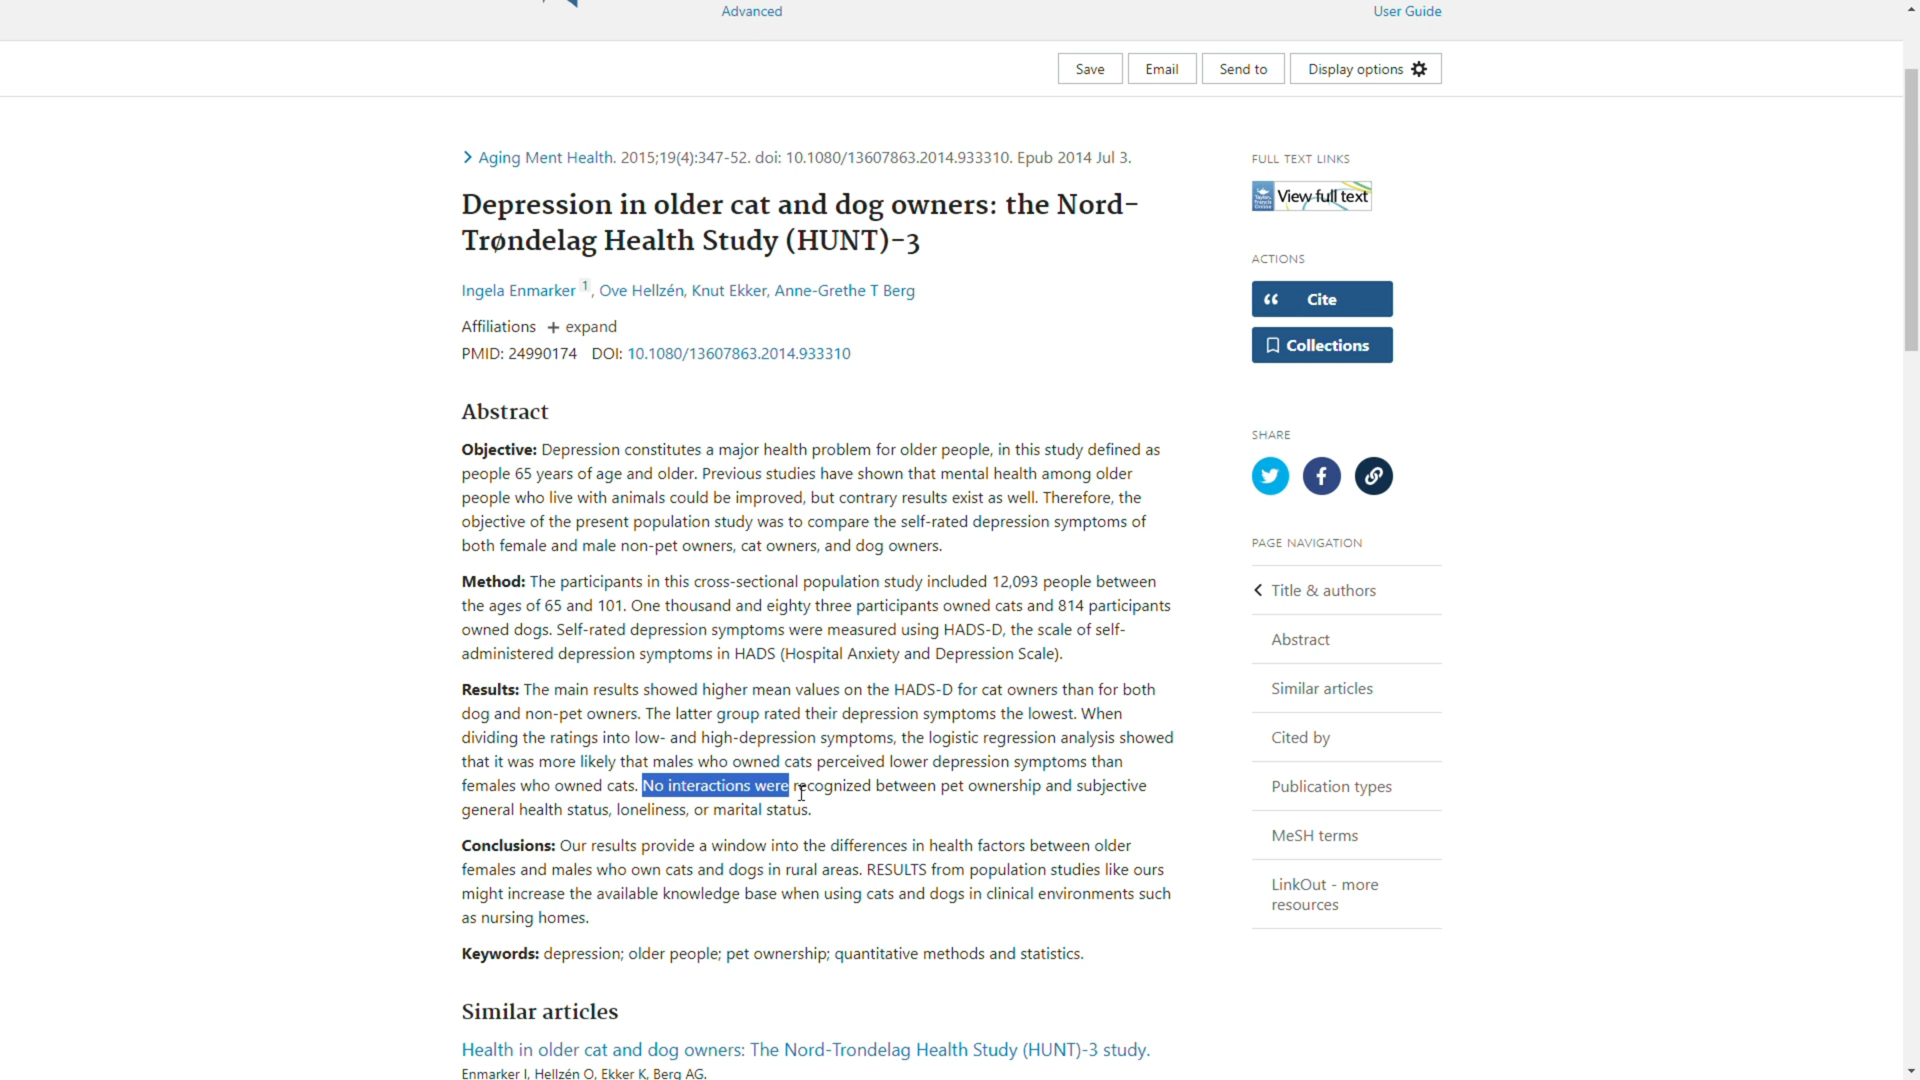 Advanced
User Guide
Save
Email
Send to
Display options
Aging Ment Health. 2015;19(4):347-52. doi: 10.1080/13607863.2014.933310. Epub 2014 Jul 3.
Depression in older cat and dog owners: the Nord-
Trøndelag Health Study (HUNT)-3
Ingela Enmarker 1, Ove Hellzén, Knut Ekker, Anne-Grethe T Berg
Affiliations + expand
PMID: 24990174 DOI: 10.1080/13607863.2014.933310
Abstract
Objective: Depression constitutes a major health problem for older people, in this study defined as
people 65 years of age and older. Previous studies have shown that mental health among older
people who live with animals could be improved, but contrary results exist as well. Therefore, the
objective of the present population study was to compare the self-rated depression symptoms of
both female and male non-pet owners, cat owners, and dog owners.
Method: The participants in this cross-sectional population study included 12,093 people between
the ages of 65 and 101. One thousand and eighty three participants owned cats and 814 participants
owned dogs. Self-rated depression symptoms were measured using HADS-D, the scale of self-
administered depression symptoms in HADS (Hospital Anxiety and Depression Scale).
Results: The main results showed higher mean values on the HADS-D for cat owners than for both
dog and non-pet owners. The latter group rated their depression symptoms the lowest. When
dividing the ratings into low- and high-depression symptoms, the logistic regression analysis showed
that it was more likely that males who owned cats perceived lower depression symptoms than
females who owned cats. No interactions were recognized between pet ownership and subjective
general health status, loneliness, or marital status.
Conclusions: Our results provide a window into the differences in health factors between older
females and males who own cats and dogs in rural areas. RESULTS from population studies like ours
might increase the available knowledge base when using cats and dogs in clinical environments such
as nursing homes.
Keywords: depression; older people; pet ownership; quantitative methods and statistics.
Similar articles
Health in older cat and dog owners: The Nord-Trondelag Health Study (HUNT)-3 study.
Enmarker I, Hellzén O, Ekker K, Berg AG.
FULL TEXT LINKS
View full text
ACTIONS
Cite
Collections
SHARE
PAGE NAVIGATION
Title & authors
Abstract
Similar articles
Cited by
Publication types
MeSH terms
LinkOut - more
resources